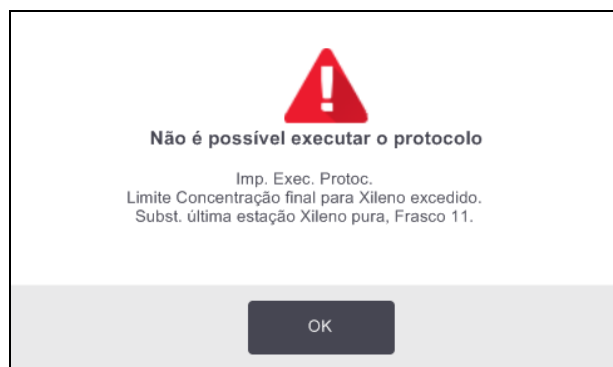 Não é possível executar o protocolo
Imp. Exec. Protoc.
Limite Concentração final para Xileno excedido.
Subst. última estação Xileno pura, Frasco 11.
OK